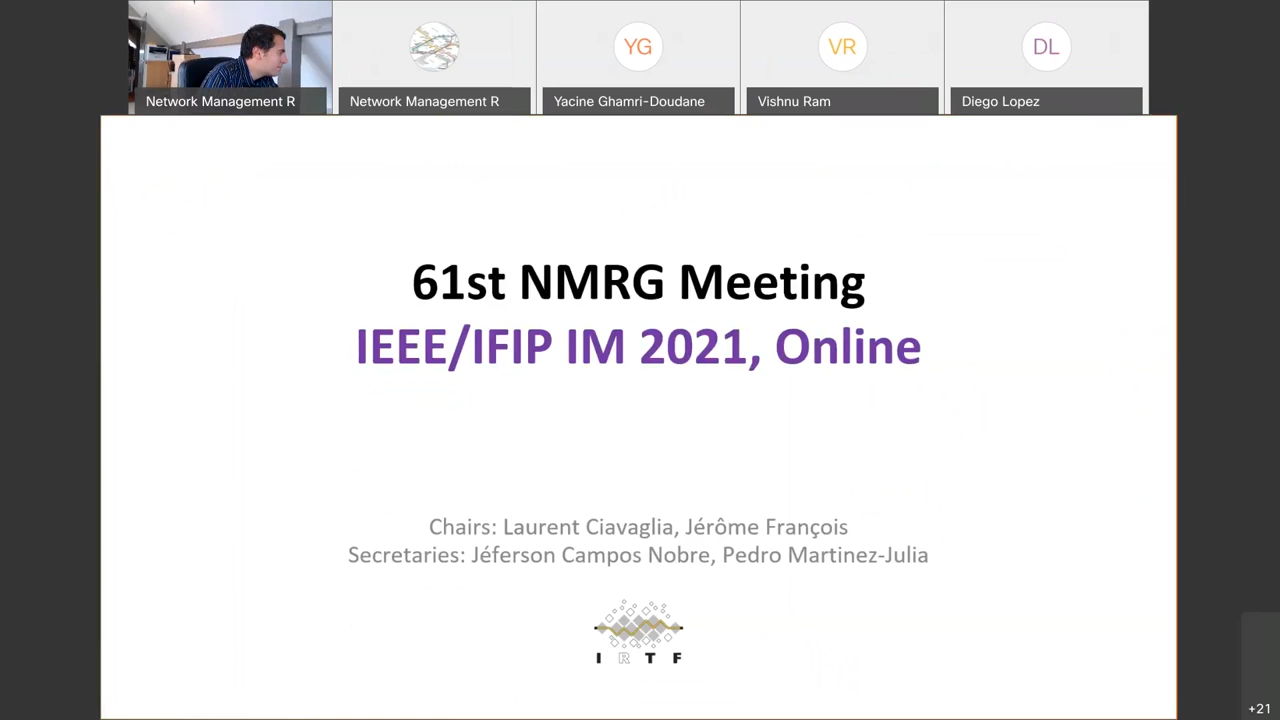 YG
VR
DL
Network Management R
Network Management R
Yacine Ghamri-Doudane
Vishnu Ram
Diego Lopez
61st NMRG Meeting
IEEE/IFIP IM 2021, Online
Chairs: Laurent Ciavaglia, Jérôme François
Secretaries: Jéferson Campos Nobre, Pedro Martinez-Julia
I R T F
+21